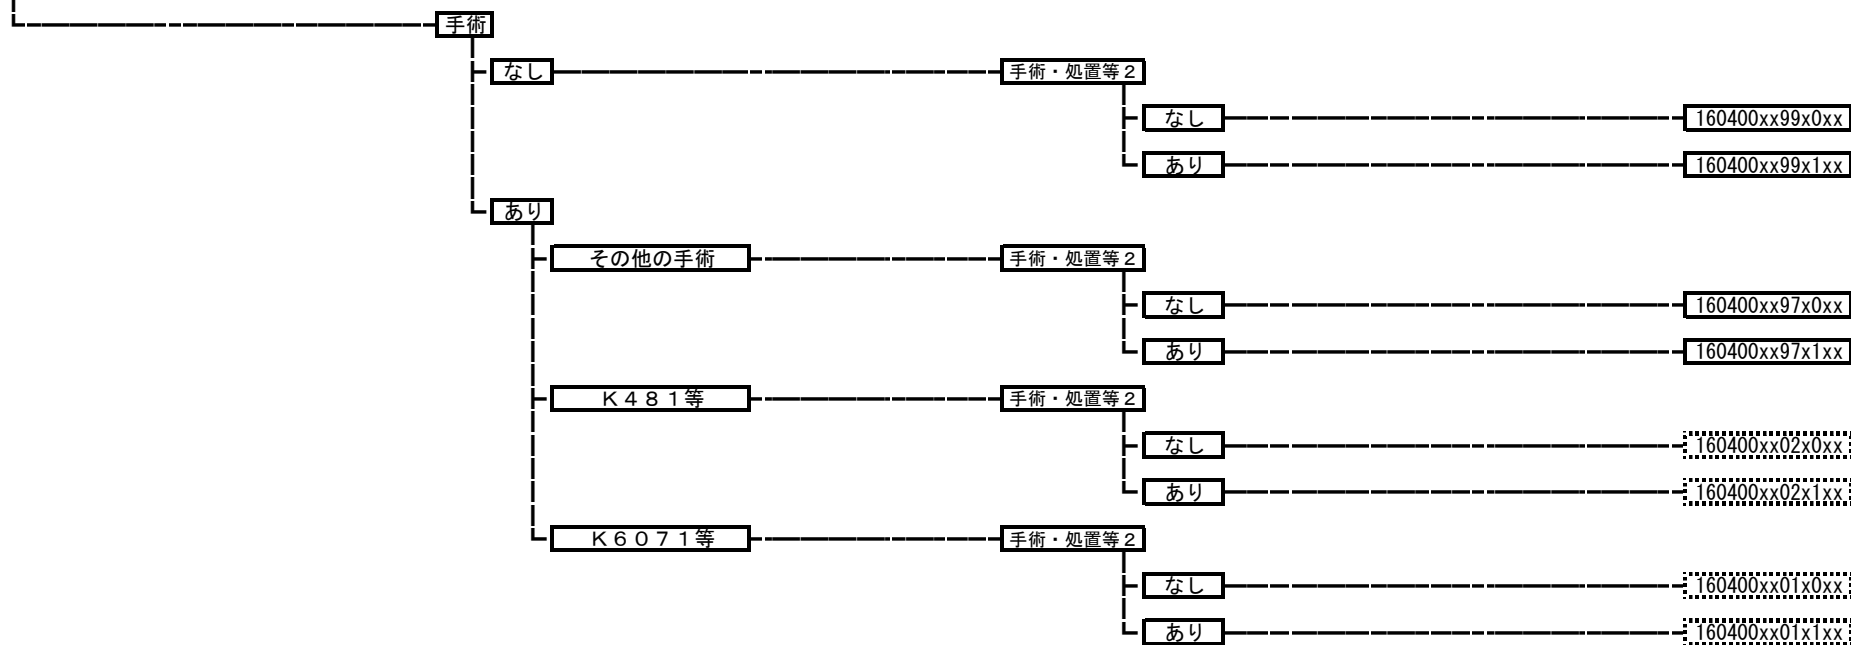 手術
なし
手術・処置等２
なし
160400xx99x0xx
あり
160400xx99x1xx
あり
その他の手術
手術・処置等２
なし
160400xx97x0xx
あり
160400xx97x1xx
Ｋ４８１等
手術・処置等２
なし
160400xx02x0xx
あり
160400xx02x1xx
Ｋ６０７１等
手術・処置等２
なし
160400xx01x0xx
あり
160400xx01x1xx